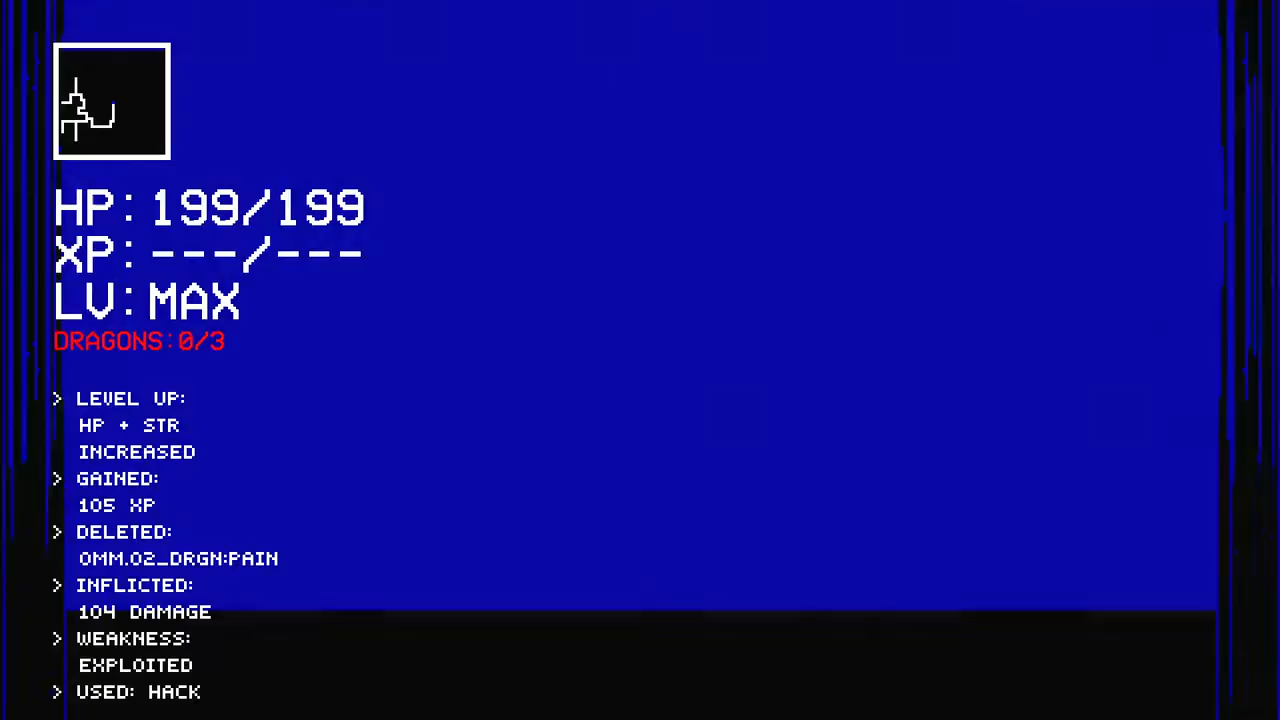 HP: 199/199
XP: ---/---
LV: MAX
DRAGONS:0/3
> LEVEL UP:
HP + STR
INCREASED
> GAINED:
105 XP
> DELETED:
OMM.02_DRGN:PAIN
> INFLICTED:
104 DAMAGE
> WEAKNESS:
EXPLOITED
> USED: HACK